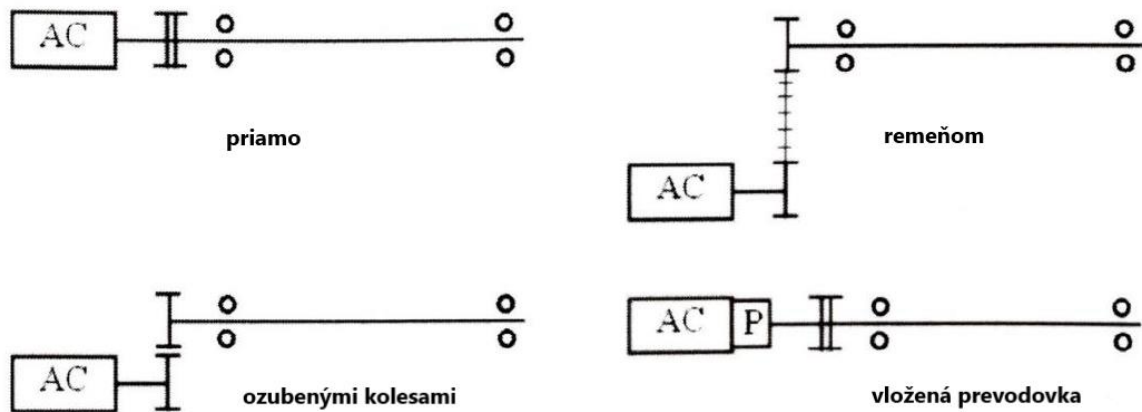 AC
priamo
AC
remeňom
AC
ozubenými kolesami
AC P
vložená prevodovka